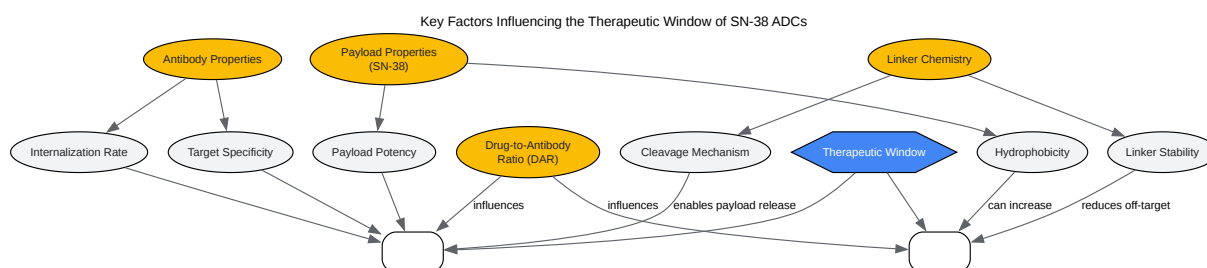 Key Factors Influencing the Therapeutic Window of SN-38 ADCs
Antibody Properties
Payload Properties
(SN-38)
Linker Chemistry
Internalization Rate
Target Specificity
Payload Potency
Drug-to-Antibody
Ratio (DAR)
Cleavage Mechanism
Therapeutic Window
Hydrophobicity
Linker Stability
influences
influences
enables payload release
can increase
reduces off-target